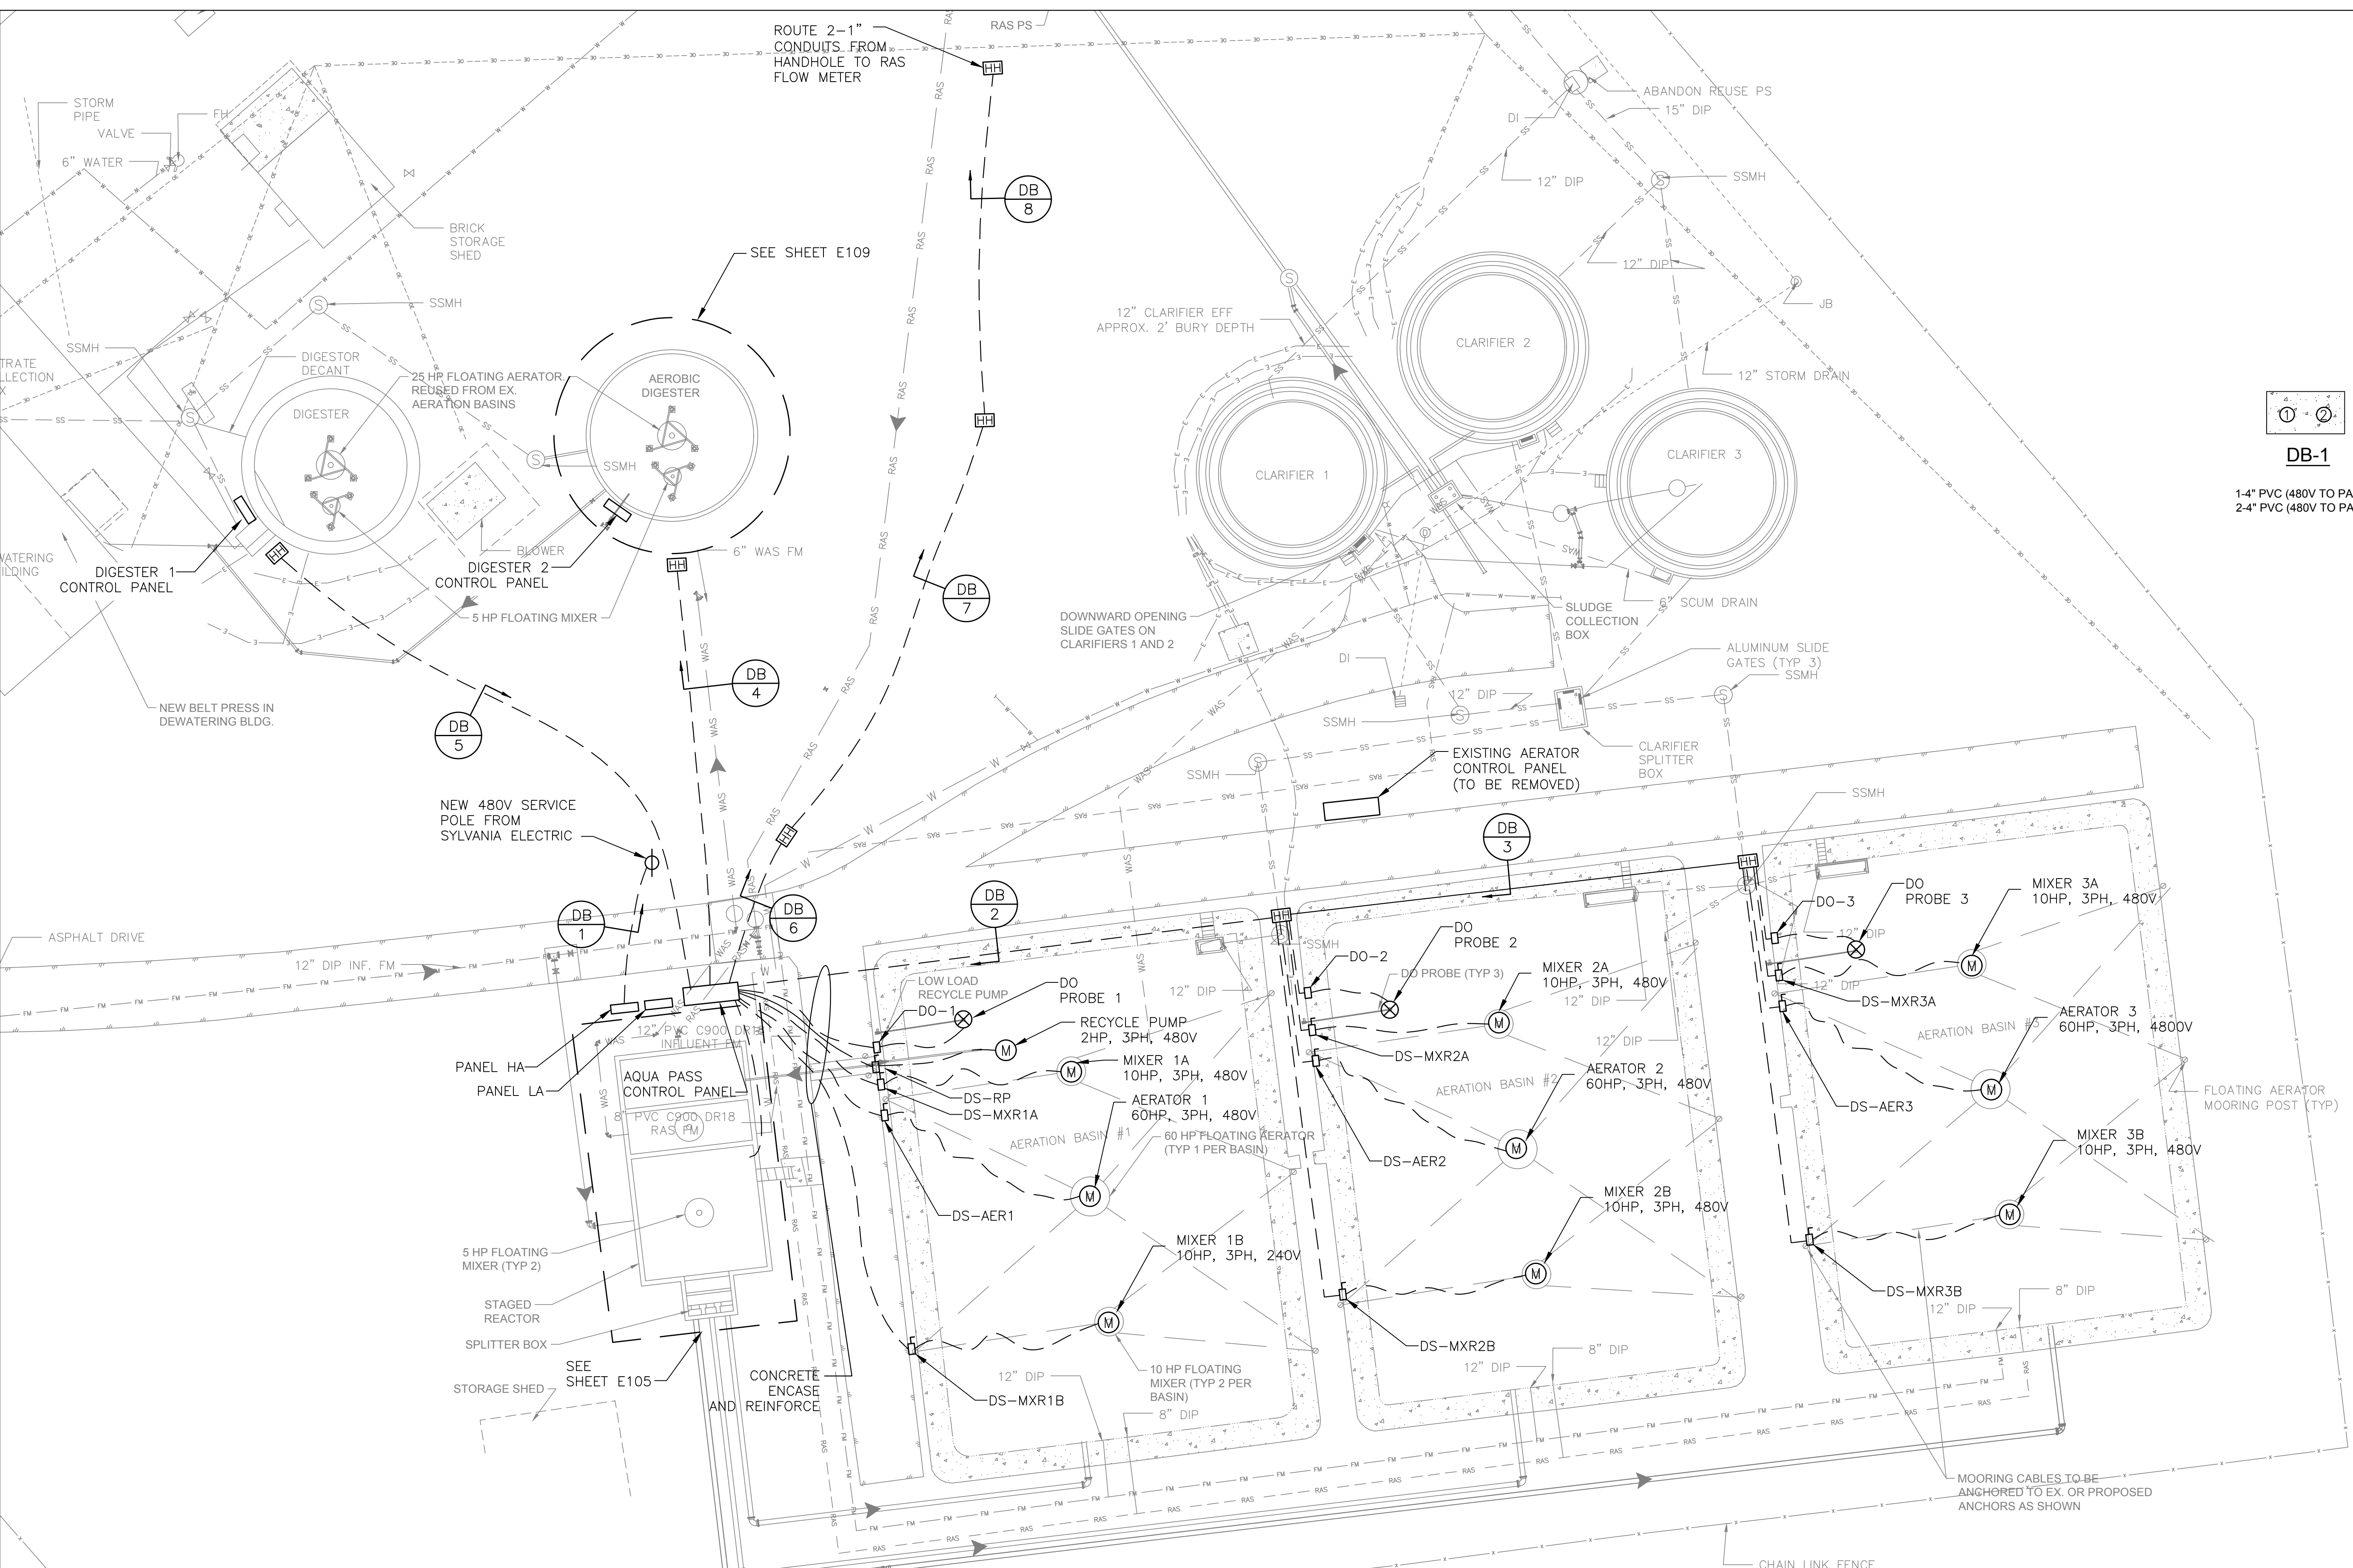 ROUTE 2-1"
CONDUITS FROM
HANDHOLE TO RAS
FLOW METER
RAS PS
HH
STORM
PIPE
VALVE
FH
6" WATER
BRICK
STORAGE
SHED
ABANDON REUSE PS
15" DIP
DI
12" DIP
SSMH
DB
8
SEE SHEET E109
12" DIP
JB
SSMH
SSMH
DIGESTOR
DECANT
DIGESTER
25 HP FLOATING AERATOR
REUSED FROM EX.
AERATION BASINS
AEROBIC
DIGESTER
12" CLARIFIER EFF
APPROX. 2' BURY DEPTH
CLARIFIER 2
12" STORM DRAIN
1 2
DB-1
1-4" PVC (480V TO PA
2-4" PVC (480V TO PA
TRATE
LLECTION
X
HH
SSMH
CLARIFIER 1
CLARIFIER 3
WATERING
ILDING
DIGESTER 1
CONTROL PANEL
HH
BLOWER
DIGESTER 2
CONTROL PANEL
6" WAS FM
HH
5 HP FLOATING MIXER
DB
7
DOWNWARD OPENING
SLIDE GATES ON
CLARIFIERS 1 AND 2
SLUDGE
COLLECTION
BOX
6" SCUM DRAIN
DI
ALUMINUM SLIDE
GATES (TYP 3)
SSMH
NEW BELT PRESS IN
DEWATERING BLDG.
DB
5
DB
4
12" DIP
SSMH
SSMH
CLARIFIER
SPLITTER
BOX
EXISTING AERATOR
CONTROL PANEL
(TO BE REMOVED)
NEW 480V SERVICE
POLE FROM
SYLVANIA ELECTRIC
HH
SSMH
DB
3
DB
2
DB
1
DB
6
HH
HH
ASPHALT DRIVE
12" DIP INF. FM
SSMH
DO-3
DO
PROBE 3
MIXER 3A
10HP, 3PH, 480V
12" DIP
DO
PROBE 2
DO-2
DO PROBE (TYP 3)
MIXER 2A
10HP, 3PH, 480V
12" DIP
12" DIP
DS-MXR3A
LOW LOAD
RECYCLE PUMP
DO-1
DO
PROBE 1
12" DIP
RECYCLE PUMP
2HP, 3PH, 480V
AERATOR 3
60HP, 3PH, 4800V
AERATION BASIN #3
12" PVC C900 DR18
INFLUENT FM
DS-MXR2A
12" DIP
PANEL HA
PANEL LA
AQUA PASS
CONTROL PANEL
MIXER 1A
10HP, 3PH, 480V
AERATION BASIN #2
AERATOR 2
60HP, 3PH, 480V
FLOATING AERATOR
MOORING POST (TYP)
DS-RP
DS-MXR1A
AERATOR 1
60HP, 3PH, 480V
DS-AER3
8" PVC C900 DR18
RAS FM
AERATION BASIN #1
60 HP FLOATING AERATOR
(TYP 1 PER BASIN)
DS-AER2
MIXER 3B
10HP, 3PH, 480V
DS-AER1
MIXER 2B
10HP, 3PH, 480V
MIXER 1B
10HP, 3PH, 240V
5 HP FLOATING
MIXER (TYP 2)
DS-MXR3B
12" DIP
8" DIP
STAGED
REACTOR
SPLITTER BOX
DS-MXR2B
12" DIP
8" DIP
SEE
SHEET E105
STORAGE SHED
CONCRETE
ENCASE
AND REINFORCE
12" DIP
DS-MXR1B
10 HP FLOATING
MIXER (TYP 2 PER
BASIN)
8" DIP
MOORING CABLES TO BE
ANCHORED TO EX. OR PROPOSED
ANCHORS AS SHOWN
CHAIN LINK FENCE